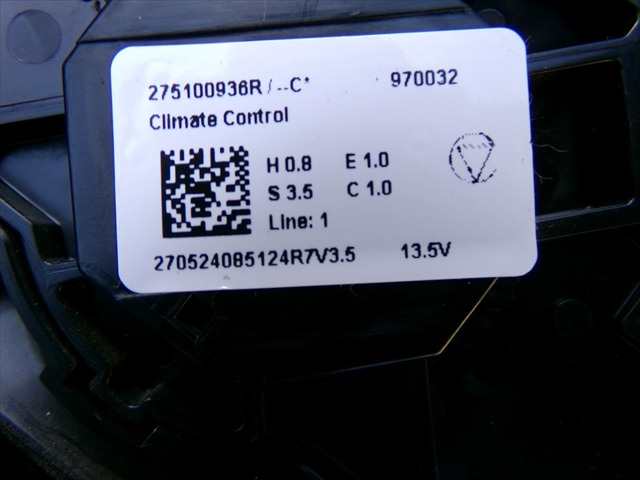 275100936R / --C* 970032
Climate Control
H 0.8 E 1.0
S 3.5 C 1.0
Line: 1
270524085124R7V3.5 13.5V